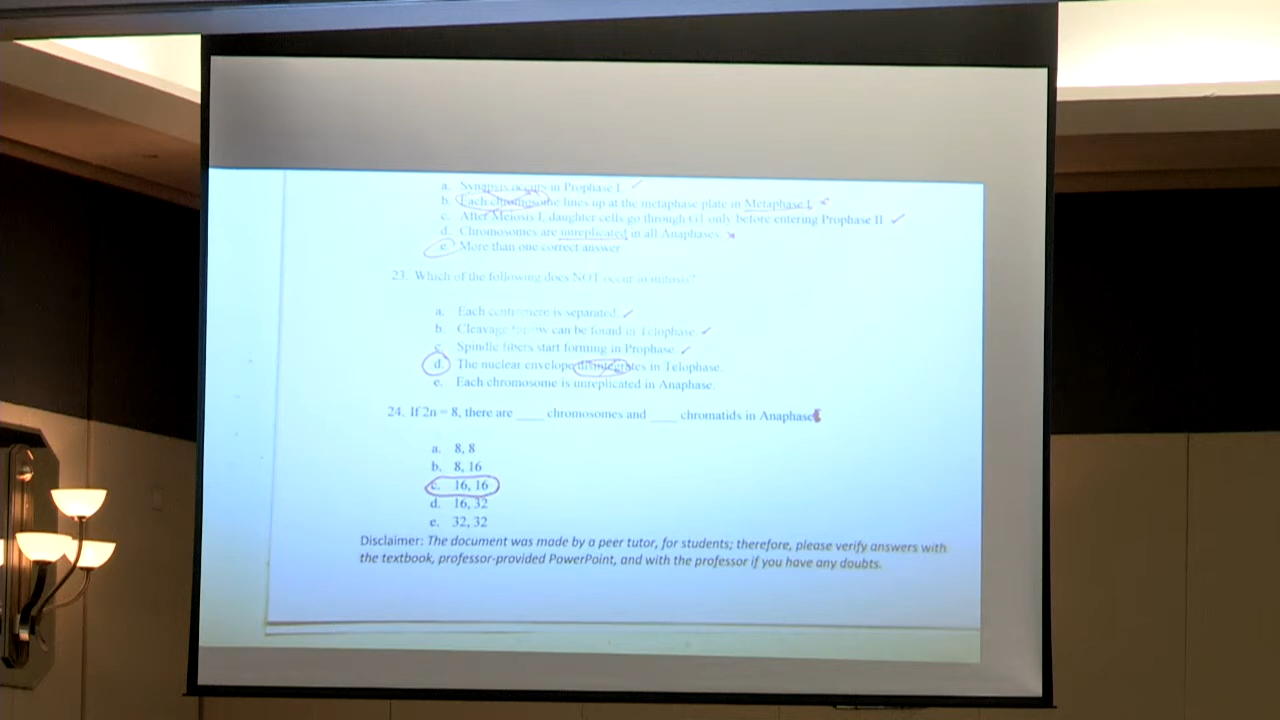 a. Synapsis occurs in Prophase I.
b. Each chromosome lines up at the metaphase plate in Metaphase I.
c. After Meiosis I, daughter cells go through G1 only before entering Prophase II
d. Chromosomes are unreplicated in all Anaphases.
e. More than one correct answer
23. Which of the following does NOT occur in mitosis?
a. Each centromere is separated.
b. Cleavage furrow can be found in Telophase.
c. Spindle fibers start forming in Prophase.
d. The nuclear envelope disintegrates in Telophase.
e. Each chromosome is unreplicated in Anaphase.
24. If 2n = 8, there are ____ chromosomes and ____ chromatids in Anaphase
a. 8, 8
b. 8, 16
c. 16, 16
d. 16, 32
e. 32, 32
Disclaimer: The document was made by a peer tutor, for students; therefore, please verify answers with
the textbook, professor-provided PowerPoint, and with the professor if you have any doubts.